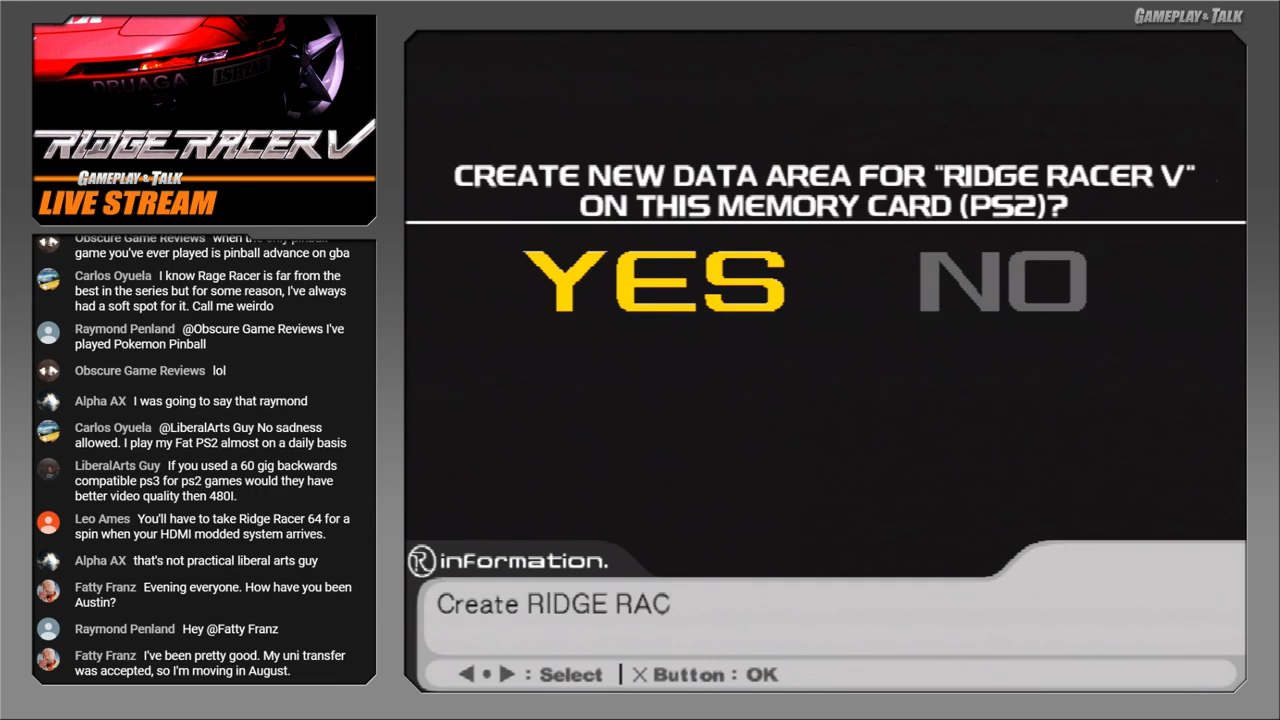 GAMEPLAY & TALK
DRUAGA
ISHTAR
RIDGE RACER V
GAMEPLAY & TALK
LIVE STREAM
Obscure Game Reviews when the only pinball
game you've ever played is pinball advance on gba
Carlos Oyuela I know Rage Racer is far from the
best in the series but for some reason, I've always
had a soft spot for it. Call me weirdo
Raymond Penland @Obscure Game Reviews I've
played Pokemon Pinball
Obscure Game Reviews lol
Alpha AX I was going to say that raymond
Carlos Oyuela @LiberalArts Guy No sadness
allowed. I play my Fat PS2 almost on a daily basis
LiberalArts Guy If you used a 60 gig backwards
compatible ps3 for ps2 games would they have
better video quality then 480I.
Leo Ames You'll have to take Ridge Racer 64 for a
spin when your HDMI modded system arrives.
Alpha AX that's not practical liberal arts guy
Fatty Franz Evening everyone. How have you been
Austin?
Raymond Penland Hey @Fatty Franz
Fatty Franz I've been pretty good. My uni transfer
was accepted, so I'm moving in August.
CREATE NEW DATA AREA FOR "RIDGE RACER V"
ON THIS MEMORY CARD (PS2)?
YES NO
R information.
Create RIDGE RAC
◀ • ▶ : Select | X Button : OK